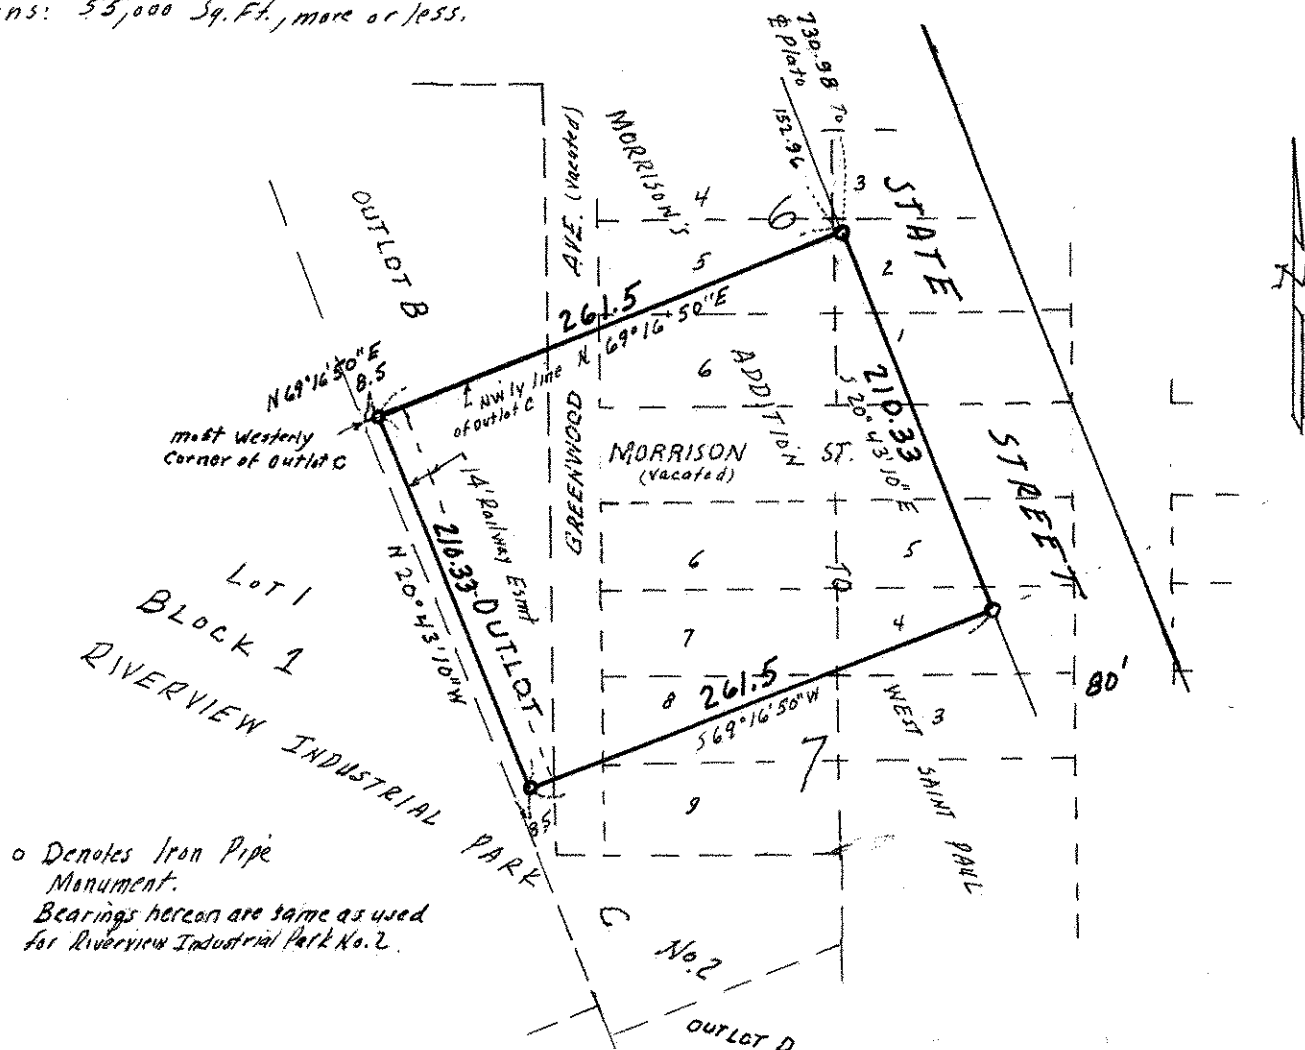 ns: 55,000 Sq. Ft., more or less.
730.98 To
₵ Plato
152.96
MORRISON'S
AVE. (vacated)
OUTLOT B
4
6
3
STATE
5
2
261.5
N 69°16'50"E
1
N 69°16'50"E
8.5
NW'ly line
of Outlot C
6
ADDITION
210.33
S 20°43'10"E
most Westerly
Corner of Outlot C
GREENWOOD
MORRISON ST.
(vacated)
STREET
14' Railway Esmt
210.33
OUTLOT
N 20°43'10"W
6
5
TO
LOT 1
BLOCK 1
RIVERVIEW INDUSTRIAL PARK
7
4
8
261.5
S 69°16'50"W
80'
WEST SAINT PAUL
3
7
9
8.5
o Denotes Iron Pipe
Monument.
Bearings hereon are same as used
for Riverview Industrial Park No. 2.
C
No. 2
OUTLOT D